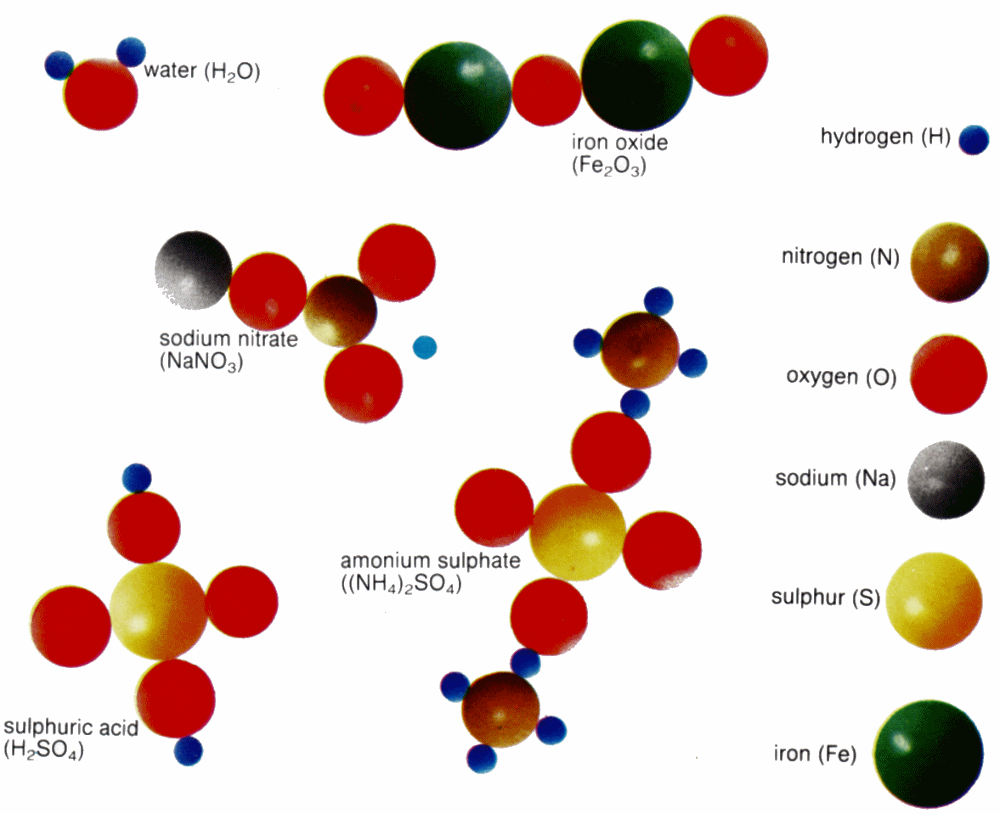 water (H₂O)
iron oxide
(Fe₂O₃)
hydrogen (H)
nitrogen (N)
sodium nitrate
(NaNO₃)
oxygen (O)
sodium (Na)
amonium sulphate
((NH₄)₂SO₄)
sulphur (S)
sulphuric acid
(H₂SO₄)
iron (Fe)